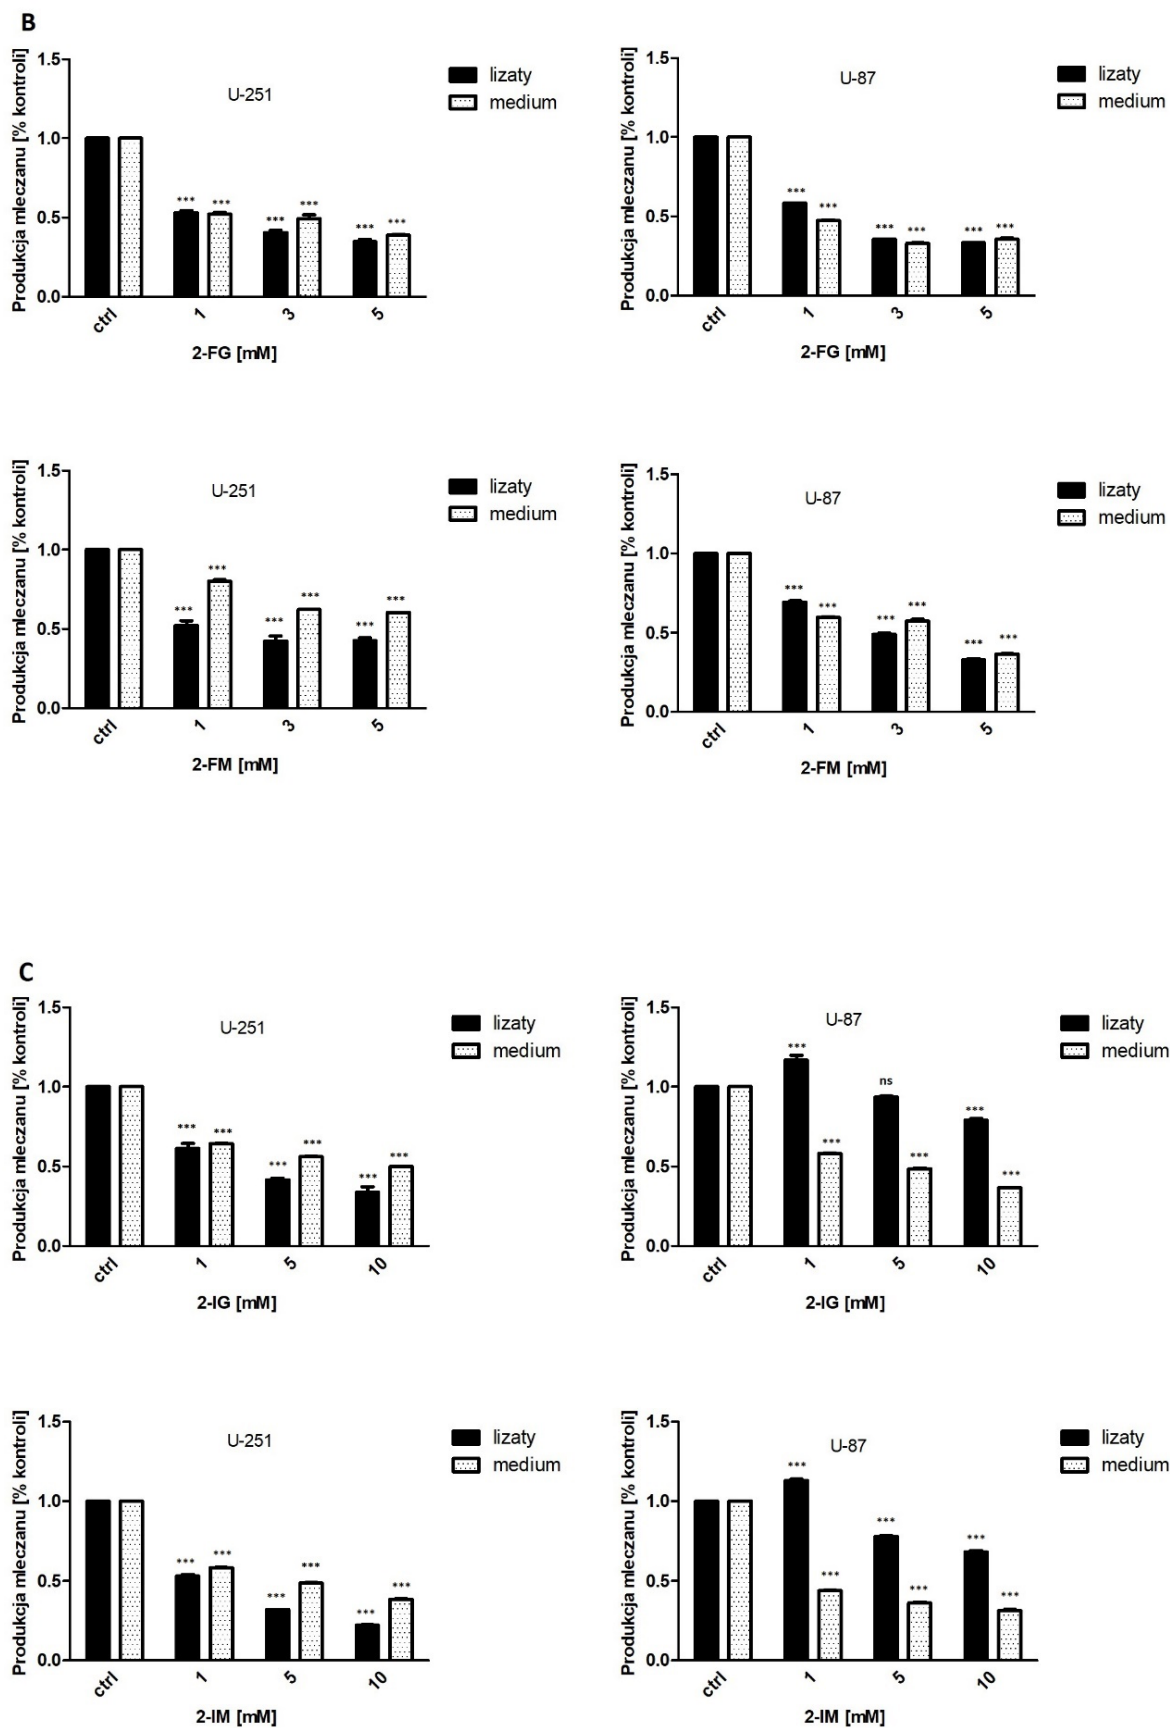 B
Produkcja mleczanu [% kontroli]
1.5
1.0
0.5
0.0
U-251
lizaty
medium
*** ***
*** ***
*** ***
ctrl 1 3 5
2-FG [mM]
Produkcja mleczanu [% kontroli]
1.5
1.0
0.5
0.0
U-87
lizaty
medium
*** ***
*** ***
*** ***
ctrl 1 3 5
2-FG [mM]
Produkcja mleczanu [% kontroli]
1.5
1.0
0.5
0.0
U-251
lizaty
medium
*** ***
*** ***
*** ***
ctrl 1 3 5
2-FM [mM]
Produkcja mleczanu [% kontroli]
1.5
1.0
0.5
0.0
U-87
lizaty
medium
*** ***
*** ***
*** ***
ctrl 1 3 5
2-FM [mM]
C
Produkcja mleczanu [% kontroli]
1.5
1.0
0.5
0.0
U-251
lizaty
medium
*** ***
*** ***
*** ***
ctrl 1 5 10
2-IG [mM]
Produkcja mleczanu [% kontroli]
1.5
1.0
0.5
0.0
U-87
lizaty
medium
*** ***
ns ***
*** ***
ctrl 1 5 10
2-IG [mM]
Produkcja mleczanu [% kontroli]
1.5
1.0
0.5
0.0
U-251
lizaty
medium
*** ***
*** ***
*** ***
ctrl 1 5 10
2-IM [mM]
Produkcja mleczanu [% kontroli]
1.5
1.0
0.5
0.0
U-87
lizaty
medium
*** ***
*** ***
*** ***
ctrl 1 5 10
2-IM [mM]